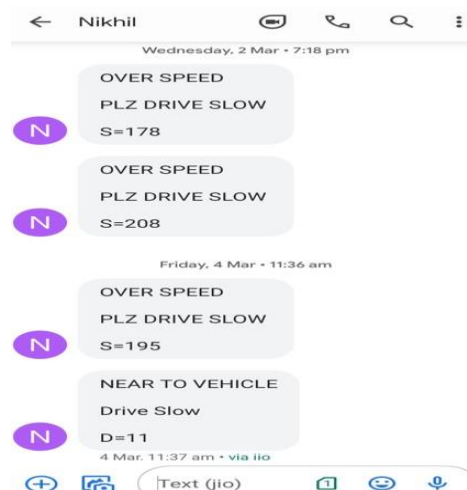 Nikhil
Wednesday, 2 Mar • 7:18 pm
OVER SPEED
PLZ DRIVE SLOW
S=178
N
OVER SPEED
PLZ DRIVE SLOW
S=208
N
Friday, 4 Mar • 11:36 am
OVER SPEED
PLZ DRIVE SLOW
S=195
N
NEAR TO VEHICLE
Drive Slow
D=11
N
4 Mar, 11:37 am • via jio
Text (jio)
1